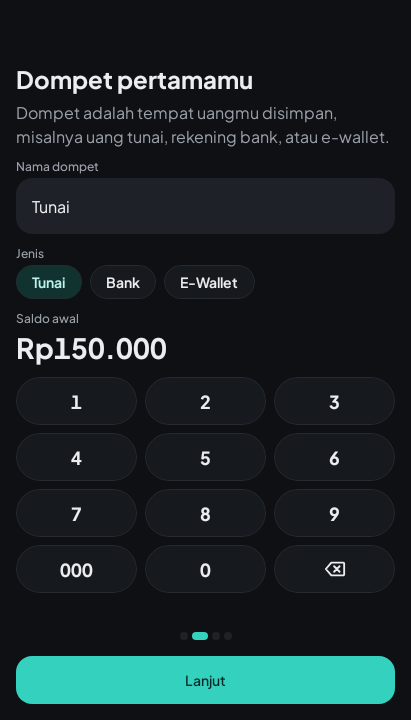 Dompet pertamamu
Dompet adalah tempat uangmu disimpan,
misalnya uang tunai, rekening bank, atau e-wallet.
Nama dompet
Tunai
Jenis
Tunai Bank E-Wallet
Saldo awal
Rp150.000
1 2 3
4 5 6
7 8 9
000 0
Lanjut